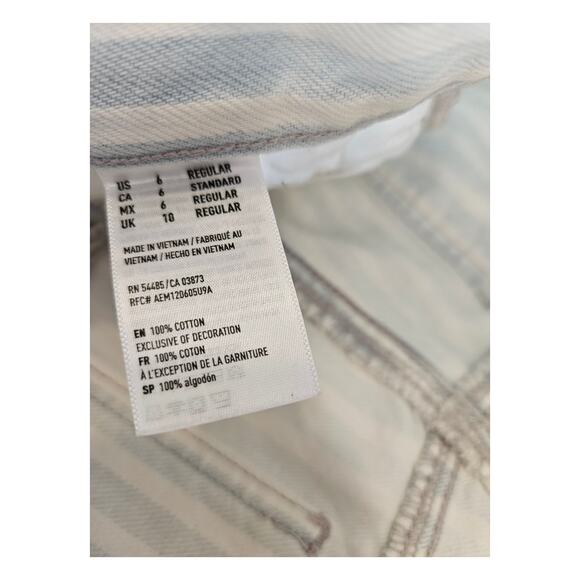 US 6 REGULAR
CA 6 STANDARD
MX 6 REGULAR
UK 10 REGULAR
MADE IN VIETNAM / FABRIQUÉ AU
VIETNAM / HECHO EN VIETNAM
RN 54485/CA 03873
RFC# AEM120605U9A
EN 100% COTTON
EXCLUSIVE OF DECORATION
FR 100% COTON
À L'EXCEPTION DE LA GARNITURE
SP 100% algodón